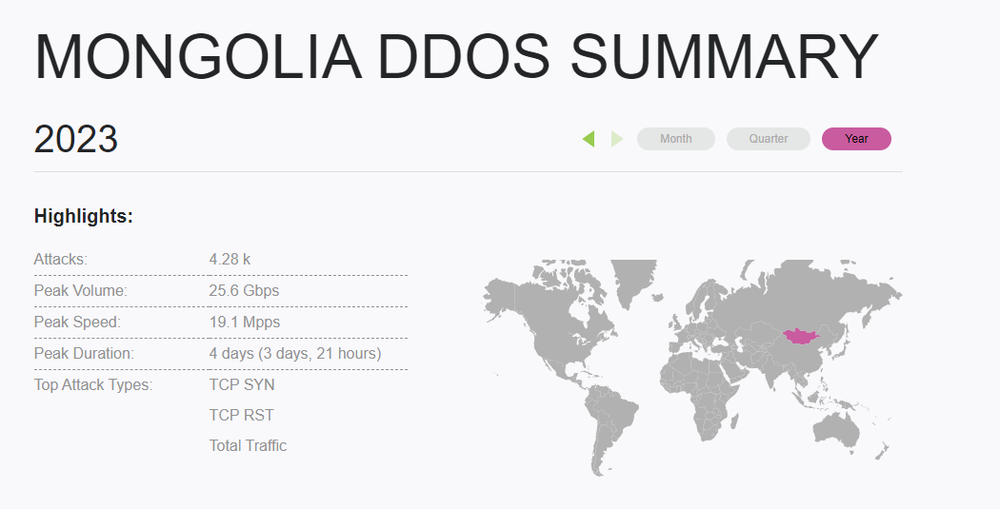 MONGOLIA DDOS SUMMARY
2023
Month Quarter Year
Highlights:
Attacks: 4.28 k
Peak Volume: 25.6 Gbps
Peak Speed: 19.1 Mpps
Peak Duration: 4 days (3 days, 21 hours)
Top Attack Types: TCP SYN
TCP RST
Total Traffic